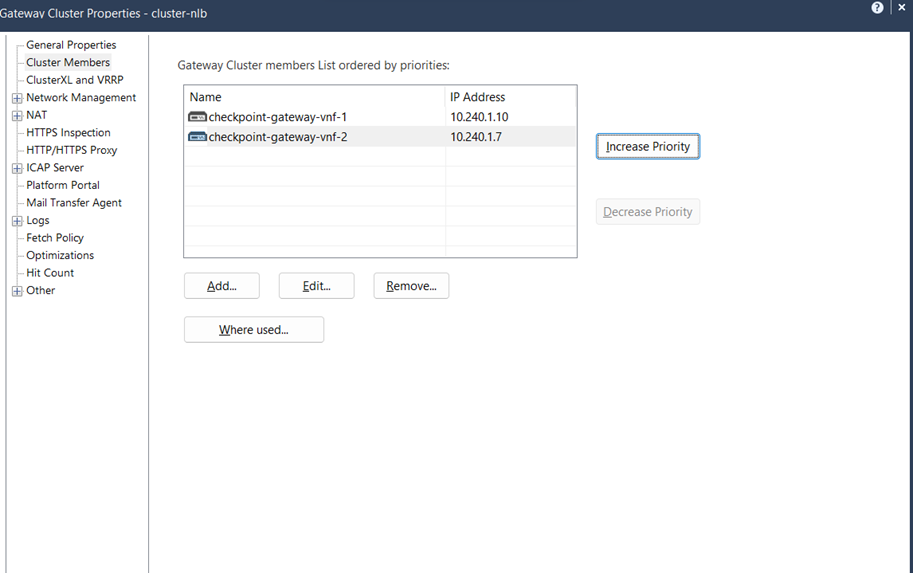 Gateway Cluster Properties - cluster-nlb
General Properties
Cluster Members
ClusterXL and VRRP
Network Management
NAT
HTTPS Inspection
HTTP/HTTPS Proxy
ICAP Server
Platform Portal
Mail Transfer Agent
Logs
Fetch Policy
Optimizations
Hit Count
Other
Gateway Cluster members List ordered by priorities:
Name IP Address
checkpoint-gateway-vnf-1 10.240.1.10
checkpoint-gateway-vnf-2 10.240.1.7
Increase Priority
Decrease Priority
Add... Edit... Remove...
Where used...